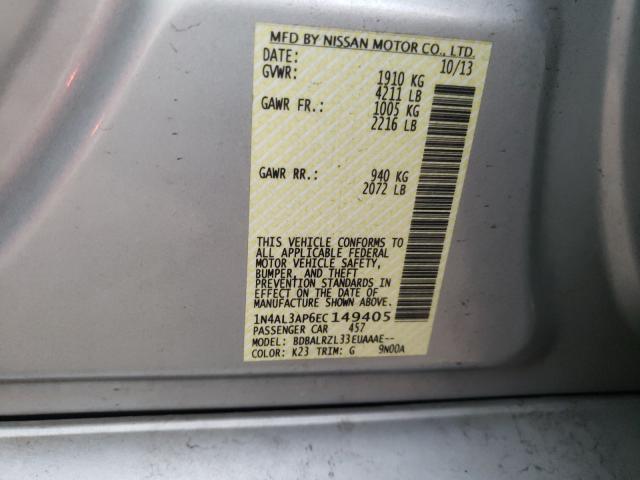 MFD BY NISSAN MOTOR CO., LTD.
DATE: 10/13
GVWR: 1910 KG
4211 LB
GAWR FR.: 1005 KG
2216 LB
GAWR RR.: 940 KG
2072 LB
THIS VEHICLE CONFORMS TO
ALL APPLICABLE FEDERAL
MOTOR VEHICLE SAFETY,
BUMPER, AND THEFT
PREVENTION STANDARDS IN
EFFECT ON THE DATE OF
MANUFACTURE SHOWN ABOVE.
1N4AL3AP6EC149405
PASSENGER CAR 457
MODEL: BDBALRZL33EUAAAE--
COLOR: K23 TRIM: G 9N00A